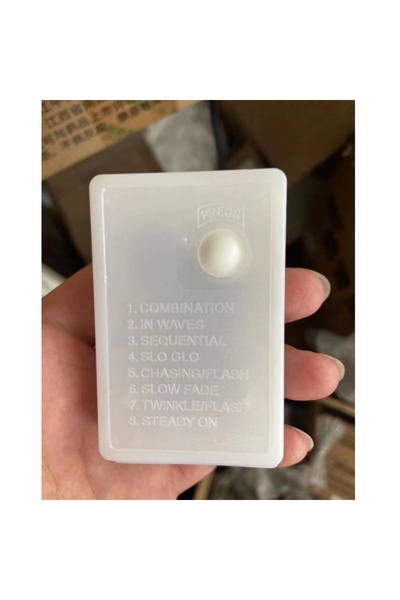 PRESS
1. COMBINATION
2. IN WAVES
3. SEQUENTIAL
4. SLO GLO
5. CHASING/FLASH
6. SLOW FADE
7. TWINKLE/FLASH
8. STEADY ON